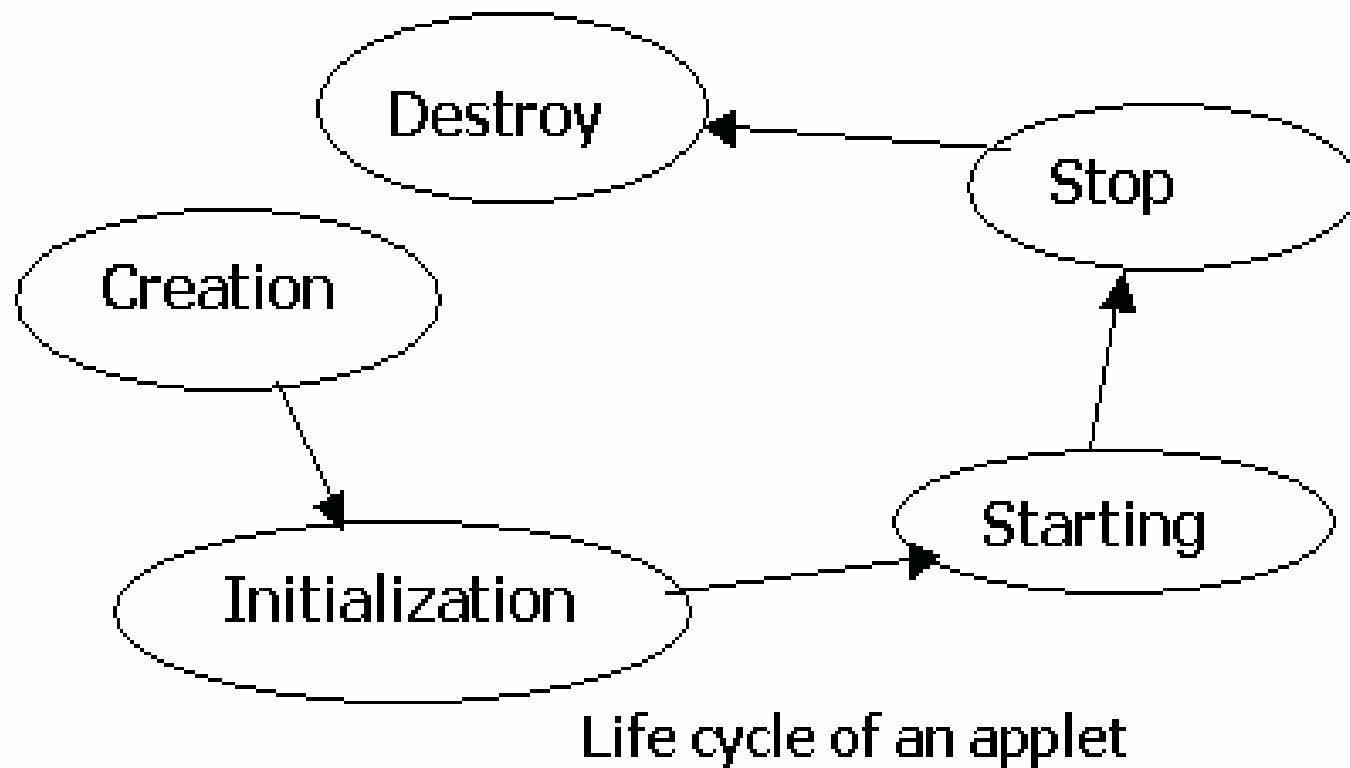 Destroy
Stop
Creation
Starting
Initialization
Life cycle of an applet